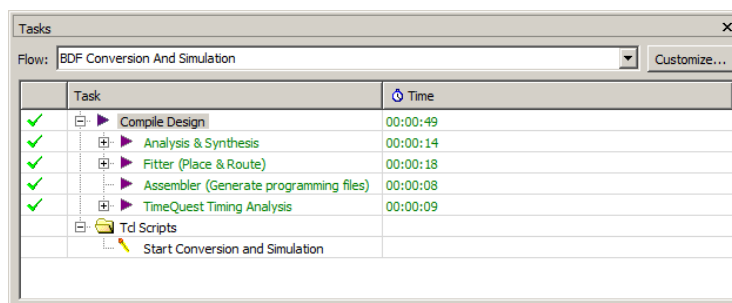 Tasks
Flow: BDF Conversion And Simulation Customize...
Task Time
Compile Design 00:00:49
Analysis & Synthesis 00:00:14
Fitter (Place & Route) 00:00:18
Assembler (Generate programming files) 00:00:08
TimeQuest Timing Analysis 00:00:09
Tcl Scripts
Start Conversion and Simulation